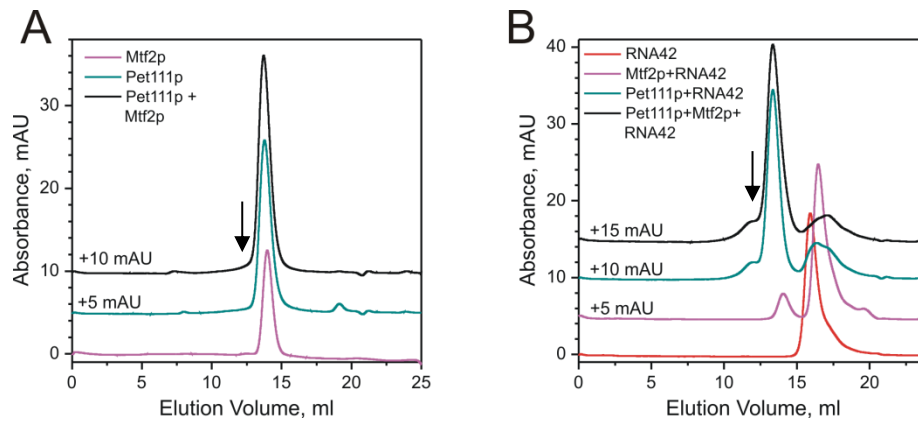 A
Mtf2p
Pet111p
Pet111p +
Mtf2p
Absorbance, mAU
30
20
10
0
+10 mAU
+5 mAU
0
5
10
15
20
25
Elution Volume, ml
B
RNA42
Mtf2p+RNA42
Pet111p+RNA42
Pet111p+Mtf2p+
RNA42
Absorbance, mAU
40
30
20
10
0
+15 mAU
+10 mAU
+5 mAU
0
5
10
15
20
Elution Volume, ml